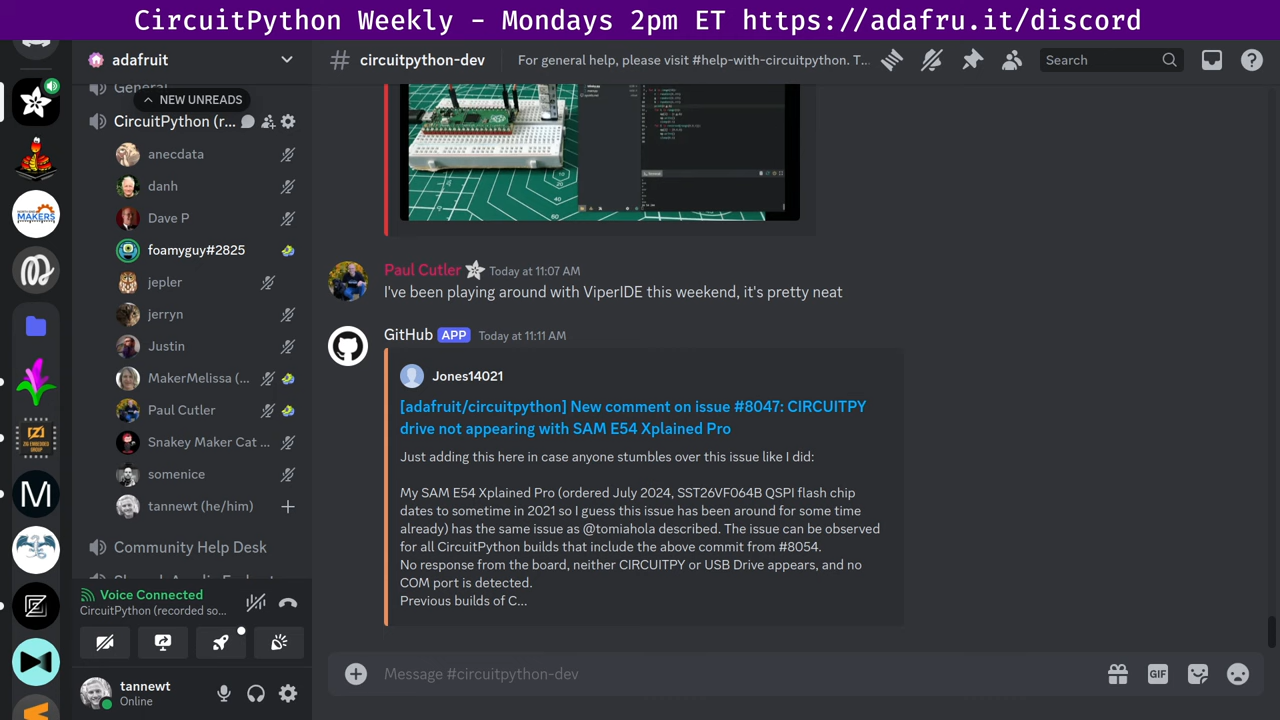 CircuitPython Weekly - Mondays 2pm ET https://adafru.it/discord
adafruit
General
NEW UNREADS
CircuitPython (r...
anecdata
danh
Dave P
foamyguy#2825
jepler
jerryn
Justin
MakerMelissa (...
Paul Cutler
Snakey Maker Cat ...
somenice
tannewt (he/him)
Community Help Desk
Voice Connected
CircuitPython (recorded so...
tannewt
Online
circuitpython-dev
For general help, please visit #help-with-circuitpython. T...
Search
Paul Cutler Today at 11:07 AM
I've been playing around with ViperIDE this weekend, it's pretty neat
GitHub APP Today at 11:11 AM
Jones14021
[adafruit/circuitpython] New comment on issue #8047: CIRCUITPY
drive not appearing with SAM E54 Xplained Pro
Just adding this here in case anyone stumbles over this issue like I did:
My SAM E54 Xplained Pro (ordered July 2024, SST26VF064B QSPI flash chip
dates to sometime in 2021 so I guess this issue has been around for some time
already) has the same issue as @tomiahola described. The issue can be observed
for all CircuitPython builds that include the above commit from #8054.
No response from the board, neither CIRCUITPY or USB Drive appears, and no
COM port is detected.
Previous builds of C...
Message #circuitpython-dev
GIF